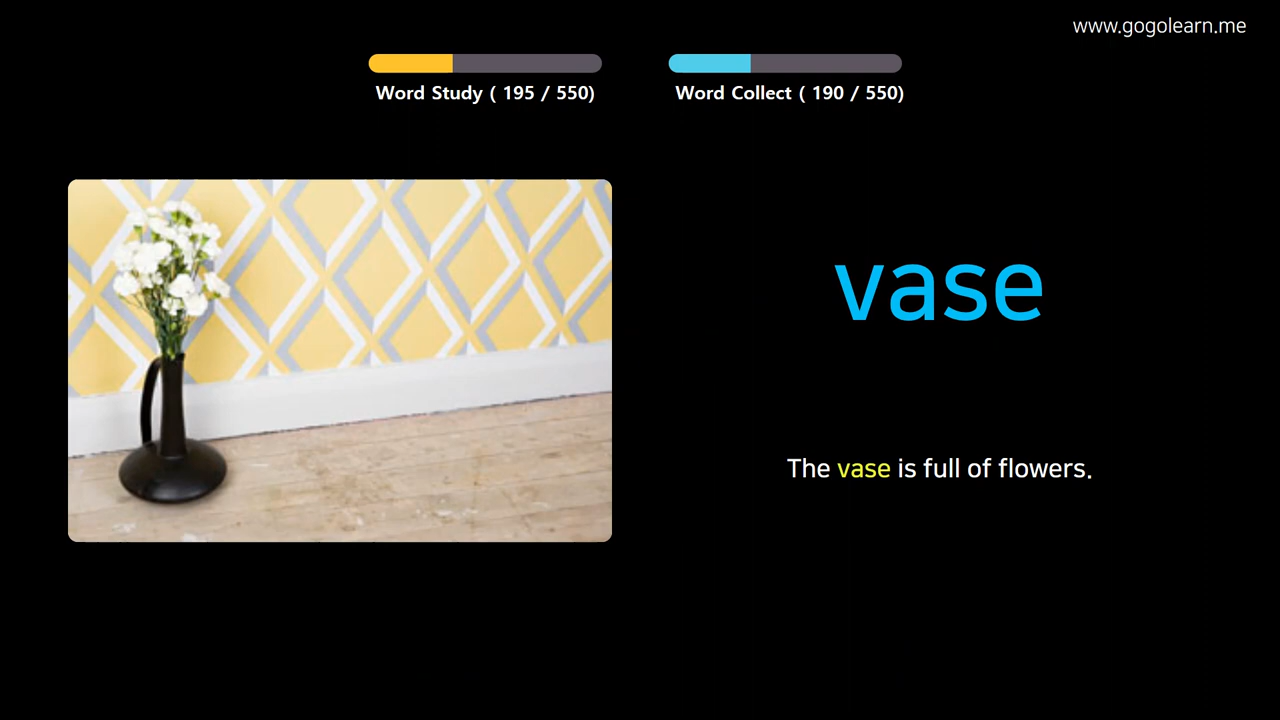 www.gogolearn.me
Word Study ( 195 / 550)
Word Collect ( 190 / 550)
vase
The vase is full of flowers.